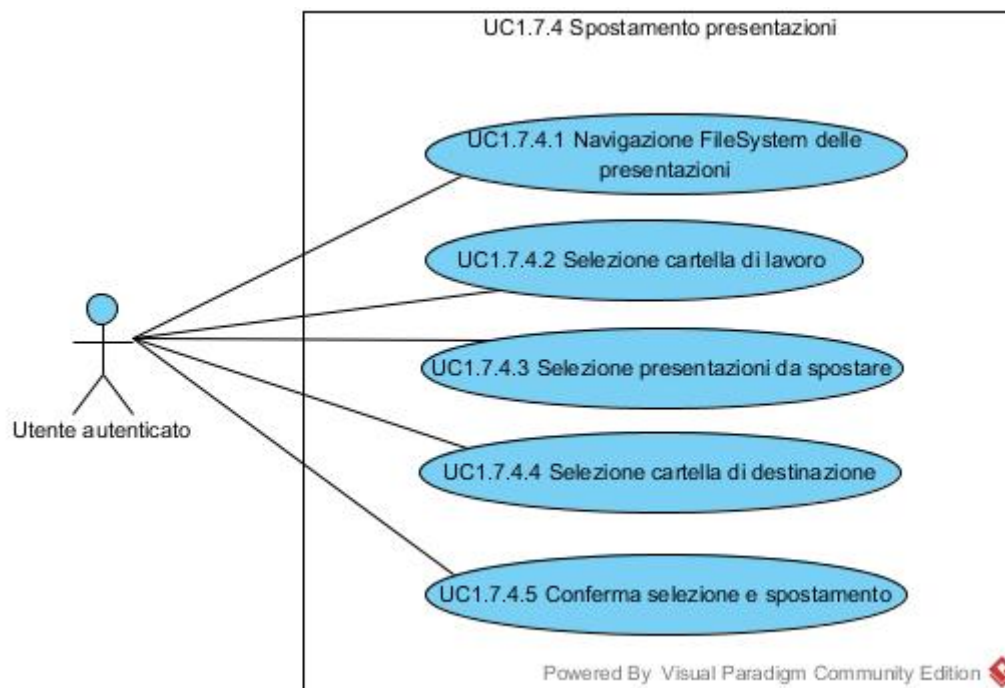 UC1.7.4 Spostamento presentazioni
UC1.7.4.1 Navigazione FileSystem delle
presentazioni
UC1.7.4.2 Selezione cartella di lavoro
UC1.7.4.3 Selezione presentazioni da spostare
Utente autenticato
UC1.7.4.4 Selezione cartella di destinazione
UC1.7.4.5 Conferma selezione e spostamento
Powered By Visual Paradigm Community Edition